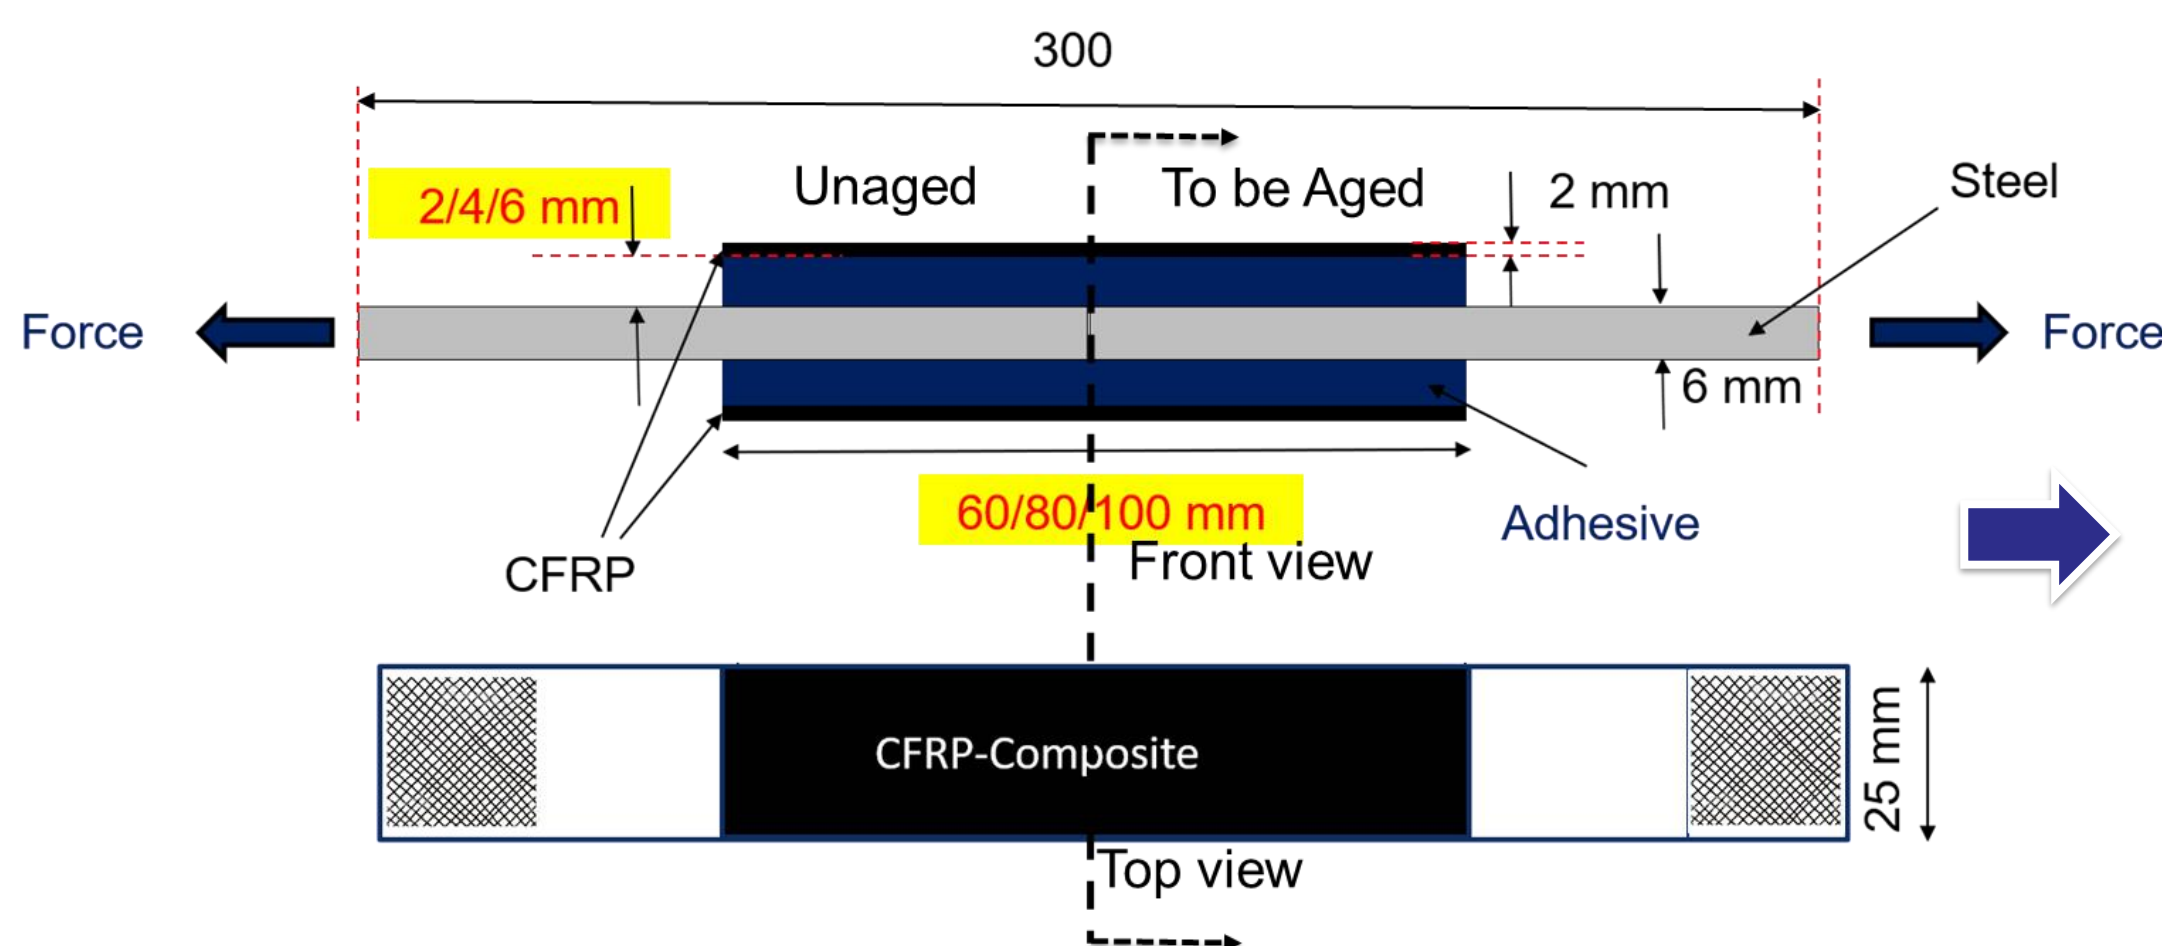 300
Unaged
To be Aged
2 mm
Steel
2/4/6 mm
Force
Force
6 mm
60/80/100 mm
Adhesive
Front view
CFRP
CFRP-Composite
25 mm
Top view